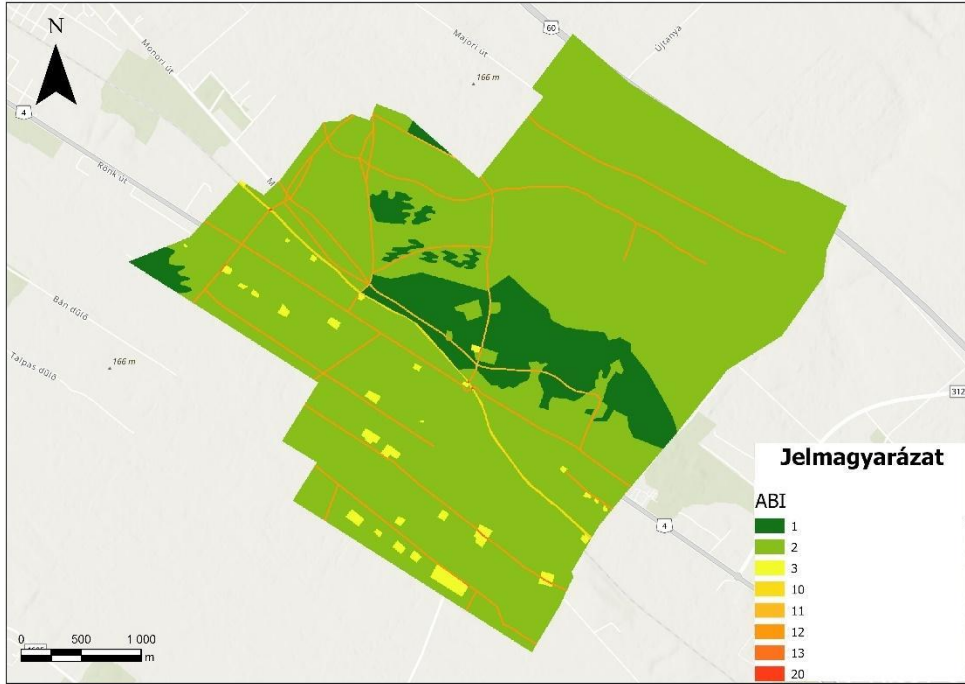 N
60
Majori út
Újtanya
Monori út
166 m
4
Rönk út
M
Bán dűlő
166 m
Talpas dűlő
312
Jelmagyarázat
ABI
1
2
3
10
11
12
13
20
4
0 500 1 000
m